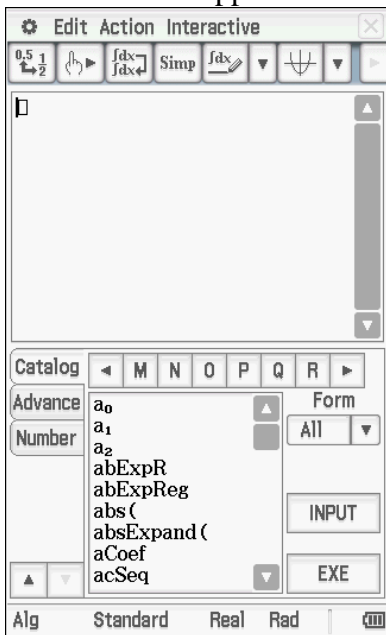 Edit Action Interactive
0.5 1 2 ∫dx ∫dx Simp ∫dx
Catalog M N O P Q R
Advance
Number
a₀
a₁
a₂
abExpR
abExpReg
abs(
absExpand(
aCoef
acSeq
Form
All
INPUT
EXE
Alg Standard Real Rad